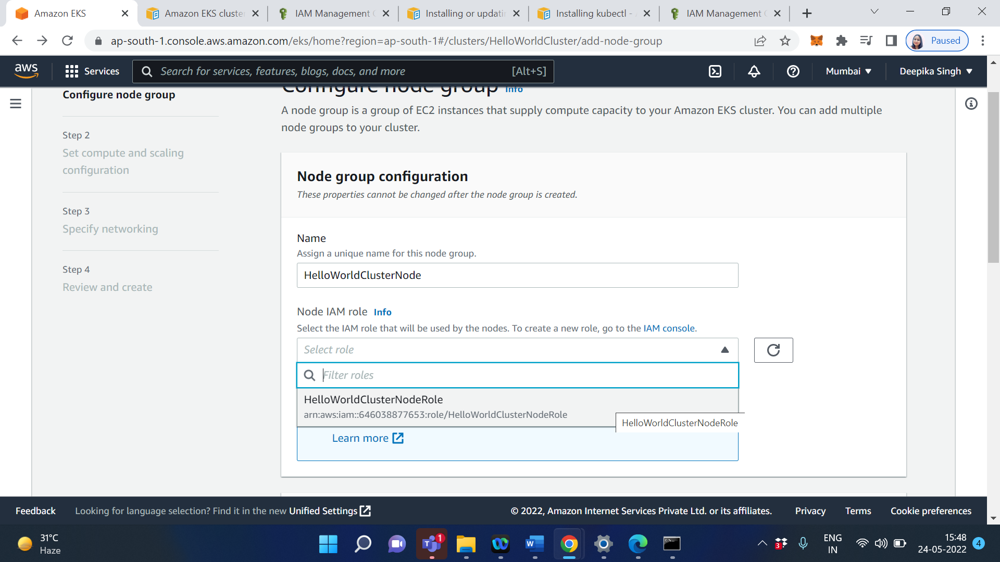 Amazon EKS
Amazon EKS cluster
IAM Management C
Installing or updatin
Installing kubectl -
IAM Management C
ap-south-1.console.aws.amazon.com/eks/home?region=ap-south-1#/clusters/HelloWorldCluster/add-node-group
Paused
aws
Services
Search for services, features, blogs, docs, and more
[Alt+S]
Mumbai
Deepika Singh
Configure node group
Step 2
Set compute and scaling
configuration
Step 3
Specify networking
Step 4
Review and create
Configure node group Info
A node group is a group of EC2 instances that supply compute capacity to your Amazon EKS cluster. You can add multiple
node groups to your cluster.
Node group configuration
These properties cannot be changed after the node group is created.
Name
Assign a unique name for this node group.
HelloWorldClusterNode
Node IAM role Info
Select the IAM role that will be used by the nodes. To create a new role, go to the IAM console.
Select role
Filter roles
HelloWorldClusterNodeRole
arn:aws:iam::646038877653:role/HelloWorldClusterNodeRole
HelloWorldClusterNodeRole
Learn more
Feedback
Looking for language selection? Find it in the new Unified Settings
© 2022, Amazon Internet Services Private Ltd. or its affiliates.
Privacy
Terms
Cookie preferences
31°C
Haze
T
1
W
3
ENG
IN
15:48
24-05-2022
4